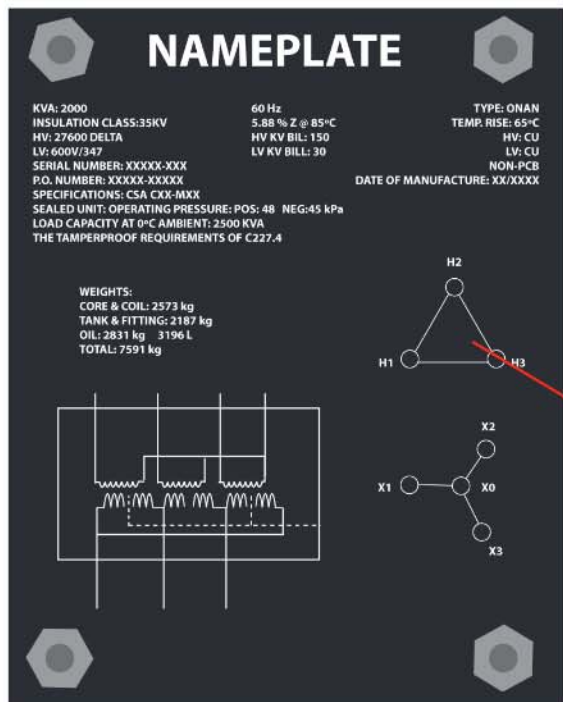 NAMEPLATE
KVA: 2000 60 Hz TYPE: ONAN
INSULATION CLASS:35KV 5.88 % Z @ 85ºC TEMP. RISE: 65ºC
HV: 27600 DELTA HV KV BIL: 150 HV: CU
LV: 600V/347 LV KV BILL: 30 LV: CU
SERIAL NUMBER: XXXXX-XXX NON-PCB
P.O. NUMBER: XXXXX-XXXXX DATE OF MANUFACTURE: XX/XXXX
SPECIFICATIONS: CSA CXX-MXX
SEALED UNIT: OPERATING PRESSURE: POS: 48 NEG:45 kPa
LOAD CAPACITY AT 0ºC AMBIENT: 2500 KVA
THE TAMPERPROOF REQUIREMENTS OF C227.4
WEIGHTS:
CORE & COIL: 2573 kg
TANK & FITTING: 2187 kg
OIL: 2831 kg 3196 L
TOTAL: 7591 kg
H2
H1 H3
X2
X1 X0
X3